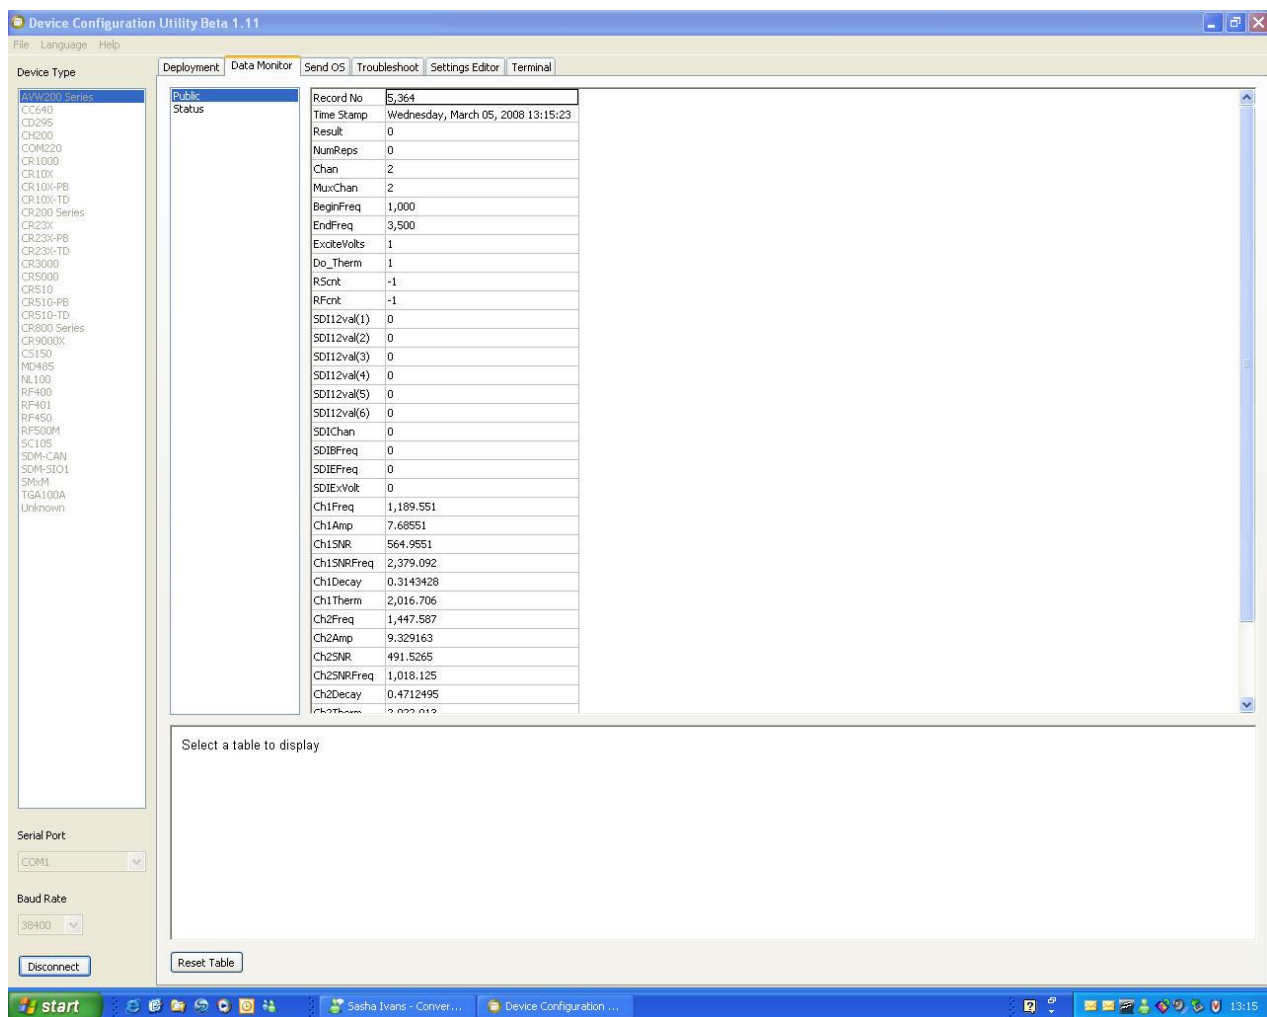 Device Configuration Utility Beta 1.11
File Language Help
Device Type
AVW200 Series
CC640
CD295
CH200
COM220
CR1000
CR10X
CR10X-PB
CR10X-TD
CR200 Series
CR23X
CR23X-PB
CR23X-TD
CR3000
CR5000
CR510
CR510-PB
CR510-TD
CR800 Series
CR9000X
CS150
MD485
NL100
RF400
RF401
RF450
RF500M
SC105
SDM-CAN
SDM-SIO1
SMxM
TGA100A
Unknown
Serial Port
COM1
Baud Rate
38400
Disconnect
Deployment Data Monitor Send OS Troubleshoot Settings Editor Terminal
Public
Status
Record No 5,364
Time Stamp Wednesday, March 05, 2008 13:15:23
Result 0
NumReps 0
Chan 2
MuxChan 2
BeginFreq 1,000
EndFreq 3,500
ExciteVolts 1
Do_Therm 1
RScnt -1
RFcnt -1
SDI12val(1) 0
SDI12val(2) 0
SDI12val(3) 0
SDI12val(4) 0
SDI12val(5) 0
SDI12val(6) 0
SDIChan 0
SDIBFreq 0
SDIEFreq 0
SDIExVolt 0
Ch1Freq 1,189.551
Ch1Amp 7.68551
Ch1SNR 564.9551
Ch1SNRFreq 2,379.092
Ch1Decay 0.3143428
Ch1Therm 2,016.706
Ch2Freq 1,447.587
Ch2Amp 9.329163
Ch2SNR 491.5265
Ch2SNRFreq 1,018.125
Ch2Decay 0.4712495
Ch2Therm
Select a table to display
Reset Table
start
Sasha Ivans - Conver...
Device Configuration ...
13:15